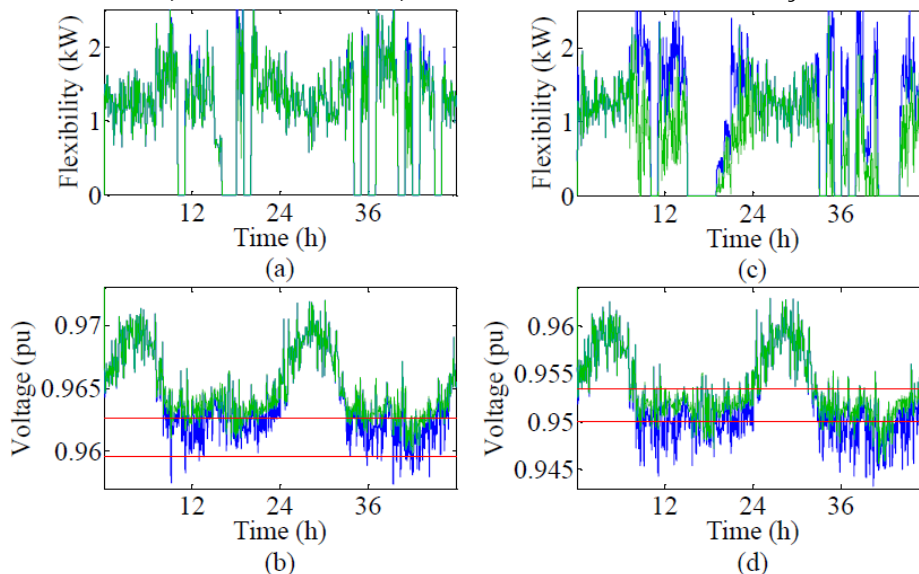 2
1
0
Flexibility (kW)
12
24
36
Time (h)
(a)
2
1
0
Flexibility (kW)
12
24
36
Time (h)
(c)
0.97
0.965
0.96
Voltage (pu)
12
24
36
Time (h)
(b)
0.96
0.955
0.95
0.945
Voltage (pu)
12
24
36
Time (h)
(d)